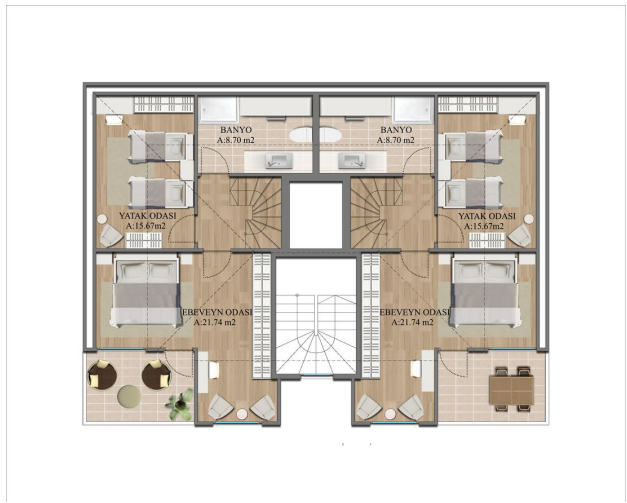 BANYO
A:8.70 m2
BANYO
A:8.70 m2
YATAK ODASI
A:15.67m2
YATAK ODASI
A:15.67m2
EBEVEYN ODASI
A:21.74 m2
EBEVEYN ODASI
A:21.74 m2